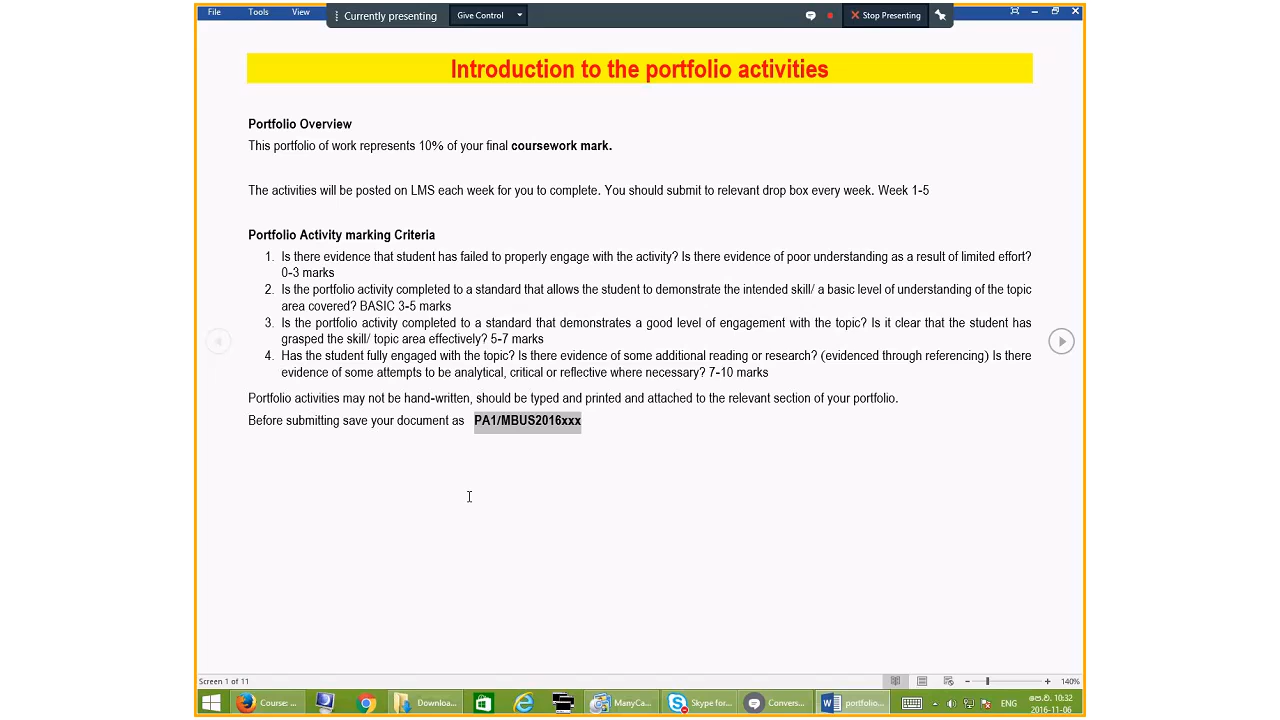 File Tools View Currently presenting Give Control Stop Presenting
Introduction to the portfolio activities
Portfolio Overview
This portfolio of work represents 10% of your final coursework mark.
The activities will be posted on LMS each week for you to complete. You should submit to relevant drop box every week. Week 1-5
Portfolio Activity marking Criteria
1. Is there evidence that student has failed to properly engage with the activity? Is there evidence of poor understanding as a result of limited effort?
0-3 marks
2. Is the portfolio activity completed to a standard that allows the student to demonstrate the intended skill/ a basic level of understanding of the topic
area covered? BASIC 3-5 marks
3. Is the portfolio activity completed to a standard that demonstrates a good level of engagement with the topic? Is it clear that the student has
grasped the skill/ topic area effectively? 5-7 marks
4. Has the student fully engaged with the topic? Is there evidence of some additional reading or research? (evidenced through referencing) Is there
evidence of some attempts to be analytical, critical or reflective where necessary? 7-10 marks
Portfolio activities may not be hand-written, should be typed and printed and attached to the relevant section of your portfolio.
Before submitting save your document as PA1/MBUS2016xxx
Screen 1 of 11 140%
Course: ... Downloa... ManyCa... Skype for... Convers... portfolio... ENG 10:32
2016-11-06